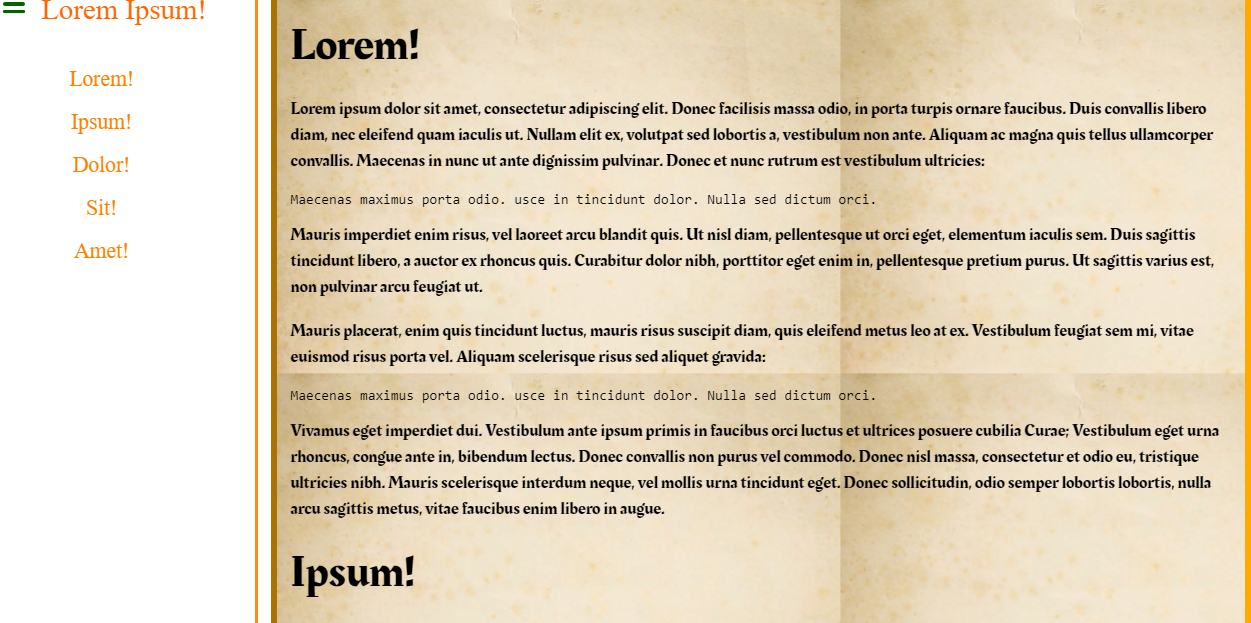 Lorem Ipsum!
Lorem!
Ipsum!
Dolor!
Sit!
Amet!
Lorem!
Lorem ipsum dolor sit amet, consectetur adipiscing elit. Donec facilisis massa odio, in porta turpis ornare faucibus. Duis convallis libero
diam, nec eleifend quam iaculis ut. Nullam elit ex, volutpat sed lobortis a, vestibulum non ante. Aliquam ac magna quis tellus ullamcorper
convallis. Maecenas in nunc ut ante dignissim pulvinar. Donec et nunc rutrum est vestibulum ultricies:
Maecenas maximus porta odio. usce in tincidunt dolor. Nulla sed dictum orci.
Mauris imperdiet enim risus, vel laoreet arcu blandit quis. Ut nisl diam, pellentesque ut orci eget, elementum iaculis sem. Duis sagittis
tincidunt libero, a auctor ex rhoncus quis. Curabitur dolor nibh, porttitor eget enim in, pellentesque pretium purus. Ut sagittis varius est,
non pulvinar arcu feugiat ut.
Mauris placerat, enim quis tincidunt luctus, mauris risus suscipit diam, quis eleifend metus leo at ex. Vestibulum feugiat sem mi, vitae
euismod risus porta vel. Aliquam scelerisque risus sed aliquet gravida:
Maecenas maximus porta odio. usce in tincidunt dolor. Nulla sed dictum orci.
Vivamus eget imperdiet dui. Vestibulum ante ipsum primis in faucibus orci luctus et ultrices posuere cubilia Curae; Vestibulum eget urna
rhoncus, congue ante in, bibendum lectus. Donec convallis non purus vel commodo. Donec nisl massa, consectetur et odio eu, tristique
ultricies nibh. Mauris scelerisque interdum neque, vel mollis urna tincidunt eget. Donec sollicitudin, odio semper lobortis lobortis, nulla
arcu sagittis metus, vitae faucibus enim libero in augue.
Ipsum!